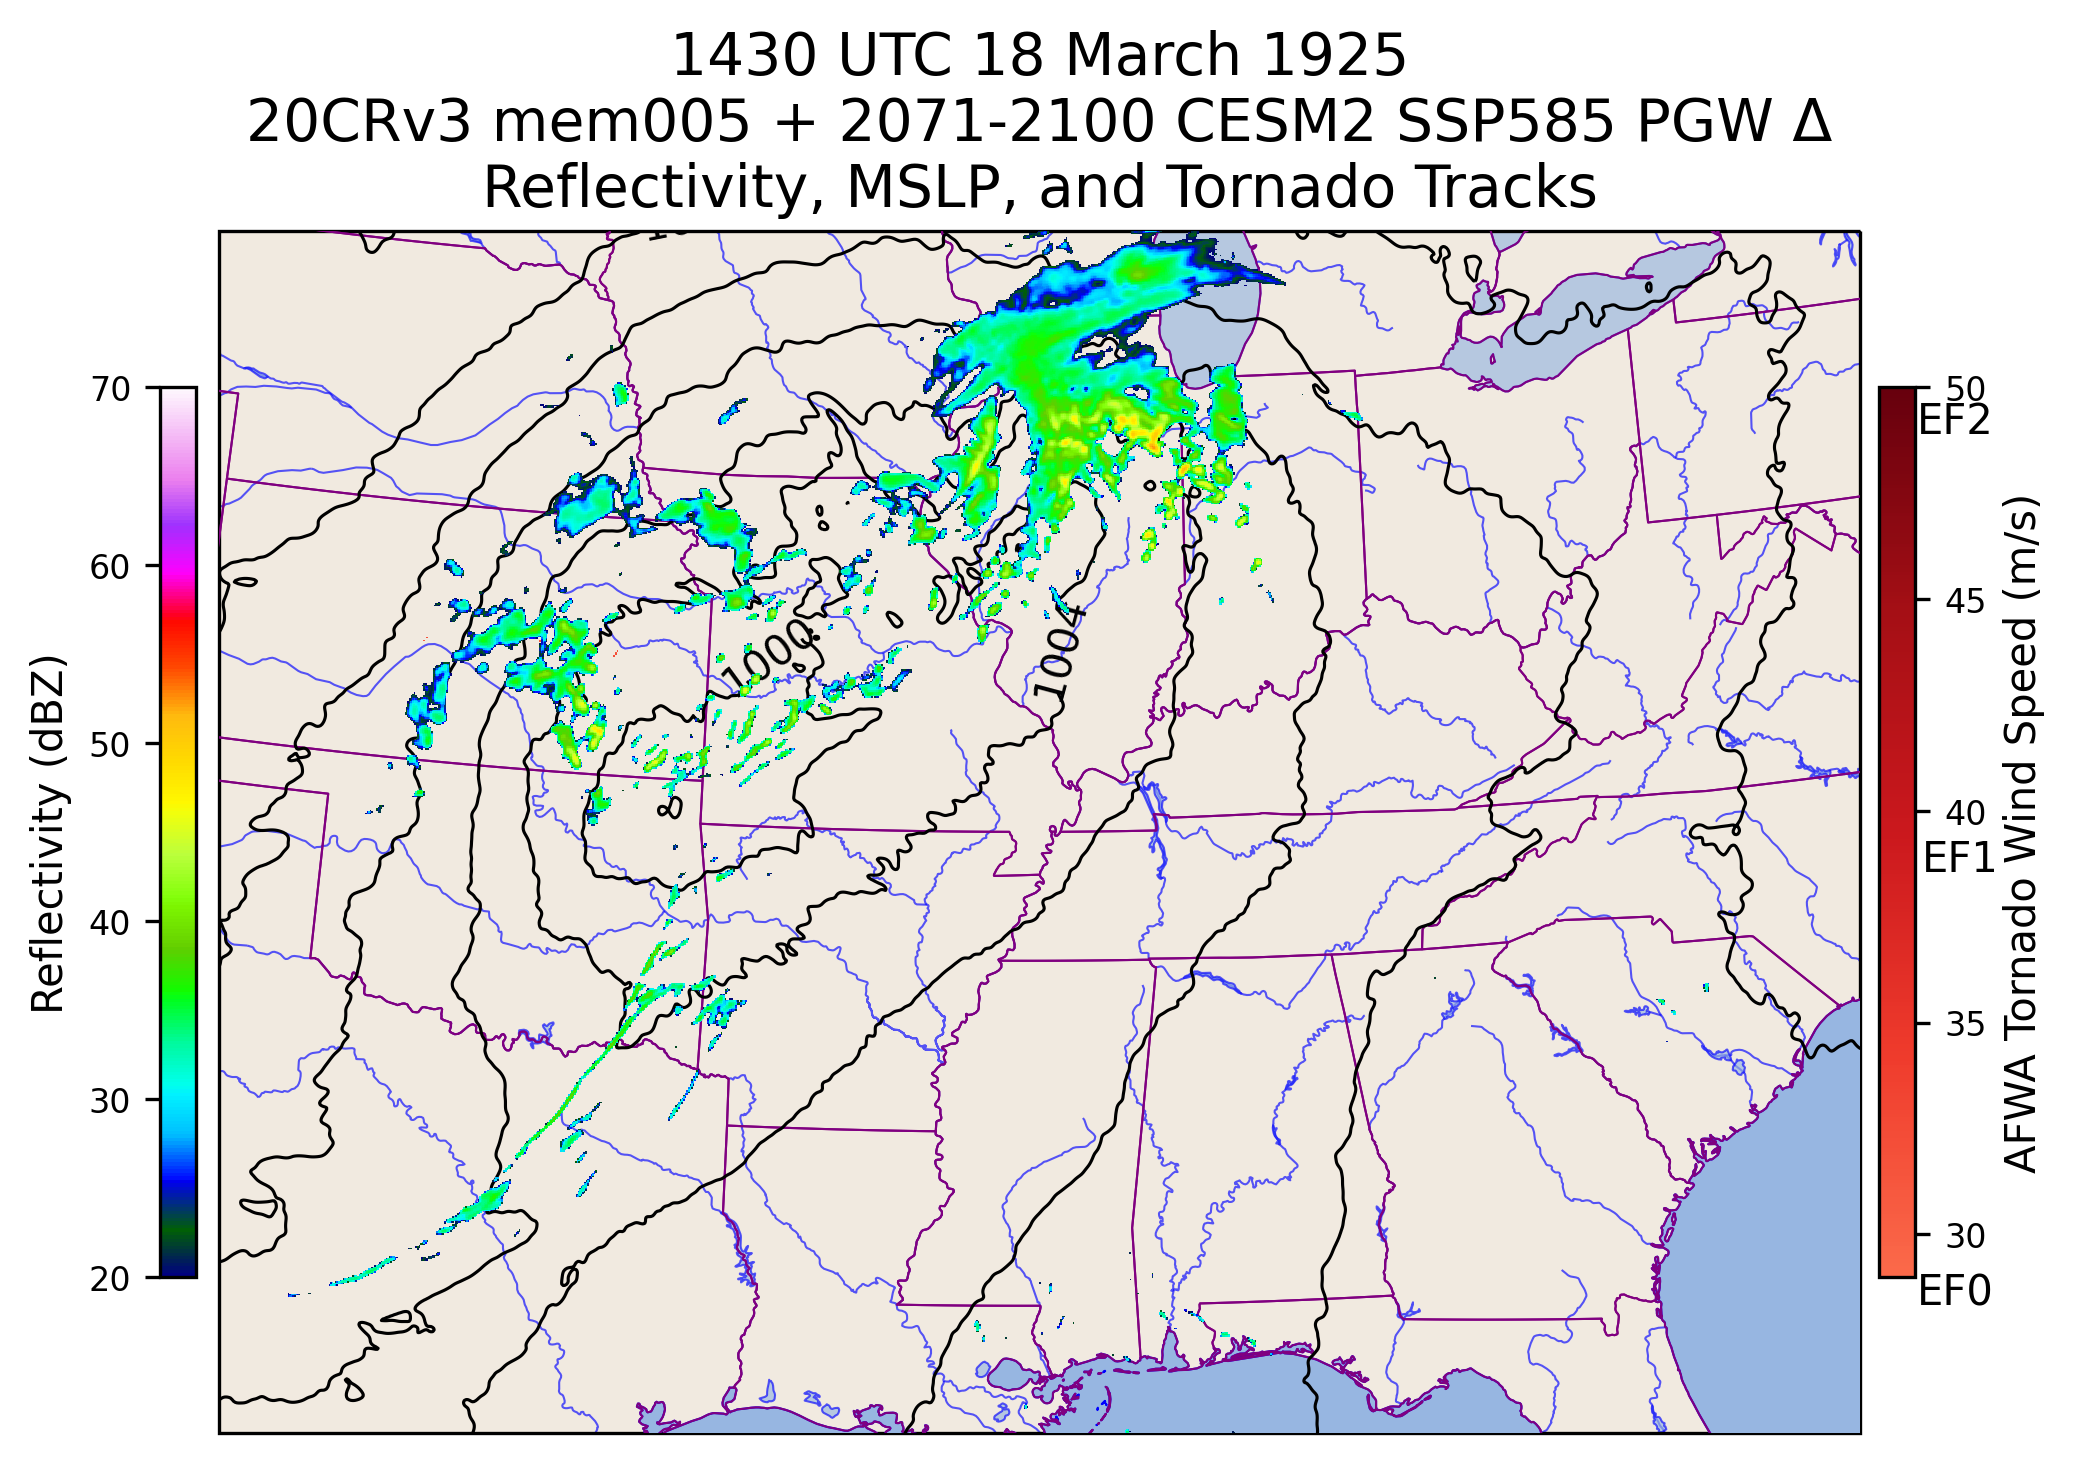 1430 UTC 18 March 1925
20CRv3 mem005 + 2071-2100 CESM2 SSP585 PGW Δ
Reflectivity, MSLP, and Tornado Tracks
70
60
50
40
30
20
Reflectivity (dBZ)
1000
1004
50
EF2
45
40
EF1
35
30
EF0
AFWA Tornado Wind Speed (m/s)